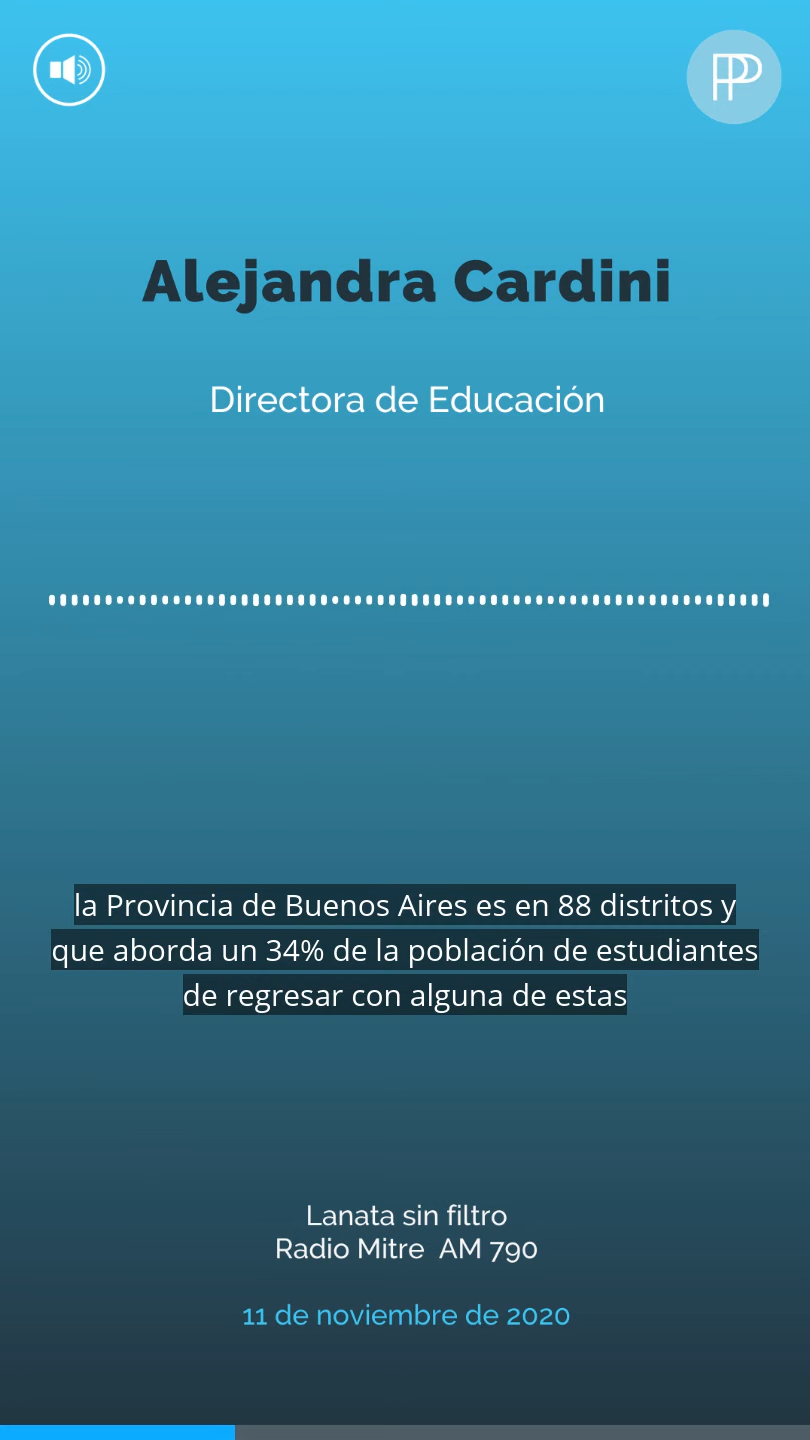 PP
Alejandra Cardini
Directora de Educación
la Provincia de Buenos Aires es en 88 distritos y
que aborda un 34% de la población de estudiantes
de regresar con alguna de estas
Lanata sin filtro
Radio Mitre AM 790
11 de noviembre de 2020